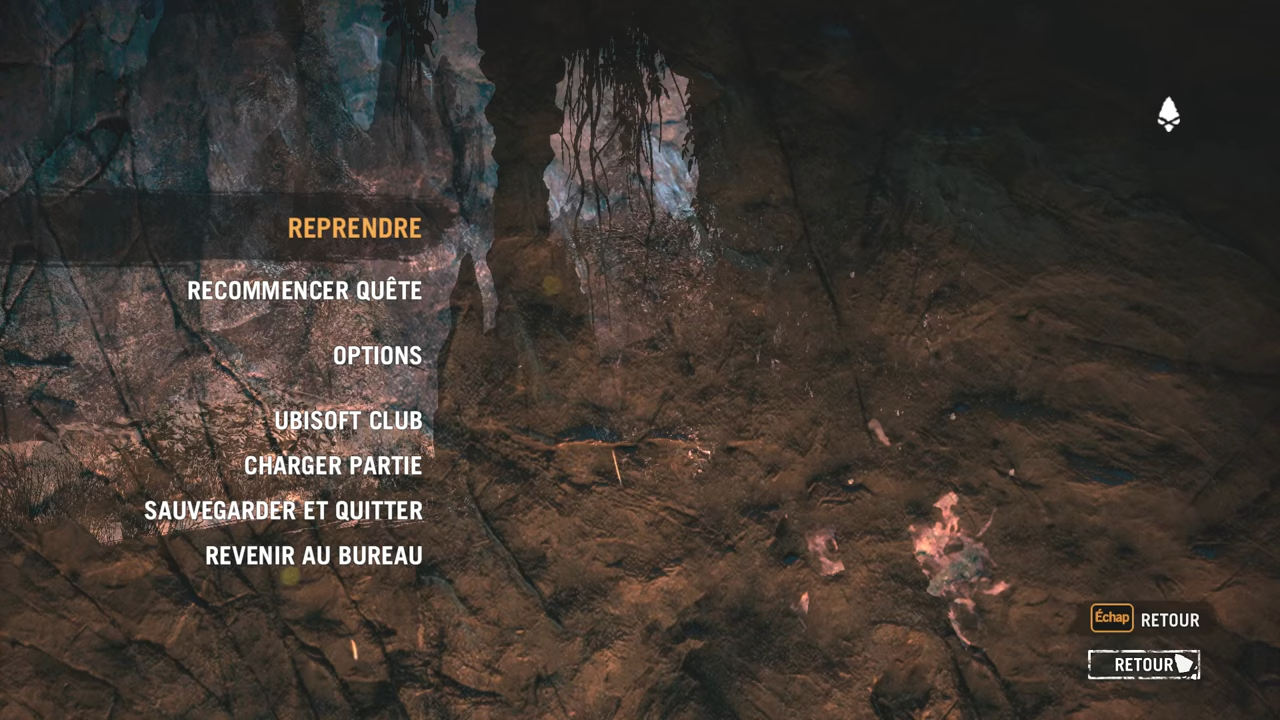 REPRENDRE
RECOMMENCER QUÊTE
OPTIONS
UBISOFT CLUB
CHARGER PARTIE
SAUVEGARDER ET QUITTER
REVENIR AU BUREAU
Échap RETOUR
RETOUR